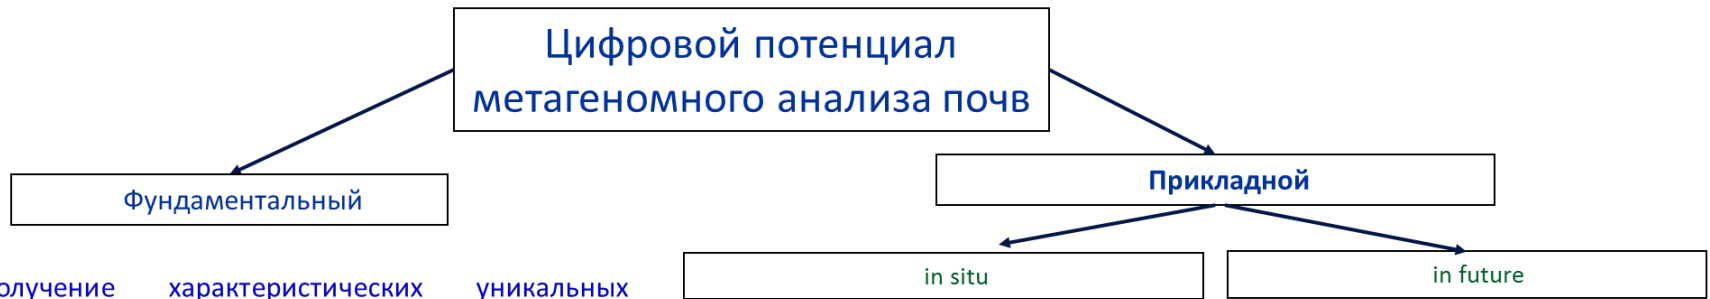 Цифровой потенциал
метагеномного анализа почв
Фундаментальный
Прикладной
in situ
in future
характеристических уникальных